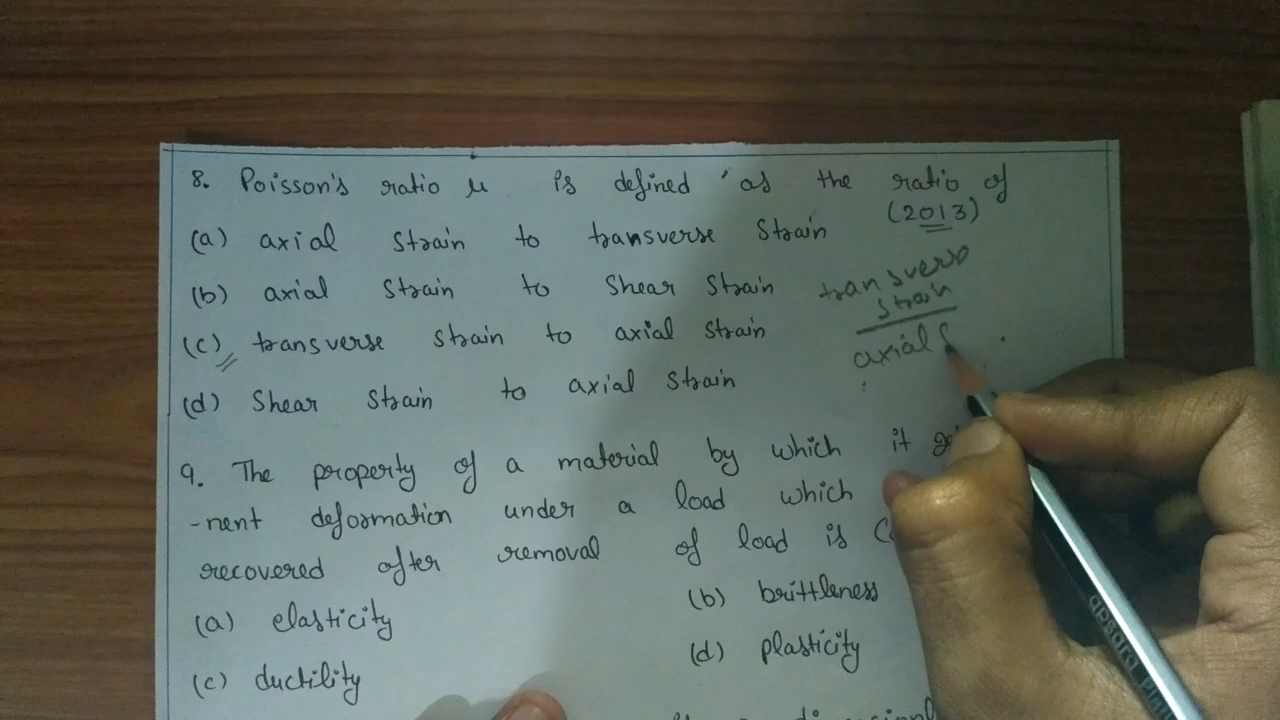 8. Poisson's ratio μ is defined as the ratio of
(2013)
(a) axial strain to transverse strain
(b) axial strain to shear strain
(c) transverse strain to axial strain
(d) Shear strain to axial strain
transverse
strain
axial s
9. The property of a material by which it
-nent deformation under a load which
recovered after removal of load is
(a) elasticity (b) brittleness
(c) ductility (d) plasticity
apsara